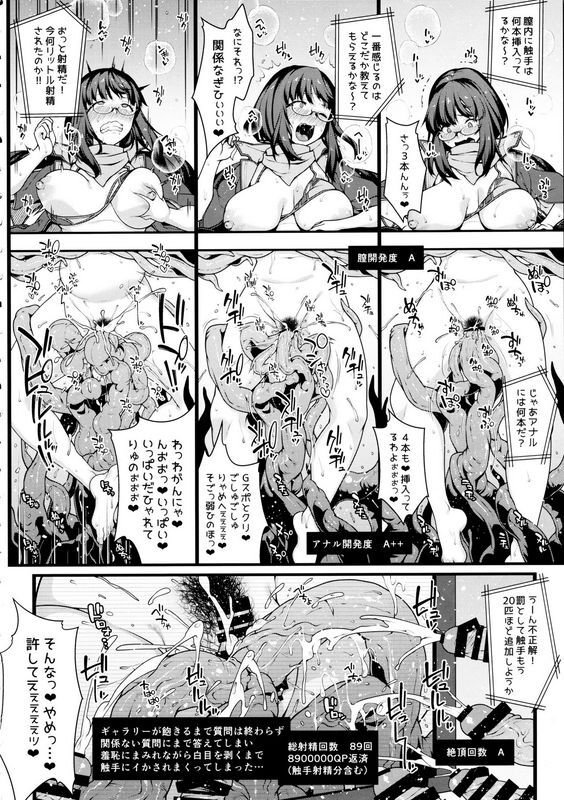 膣内に触手は
何本挿入って
るかな～？
さっ3本んんっ♥
一番感じるのは
どこだか教えて
もらえるかな～？
なにそれっ!?
関係なぎひぃぃぃ♥
おっと射精だ！
今何リットル射精
されたのか!!
膣開発度　A
じゃあアナル
には何本だ？
4本も♥挿入って
るわよぉぉぉっ♥
Gスポとクリ
ごしゅごしゅ
りゃめへぇぇぇぇ
そごっ弱ひのほっ♥
わっわがんにゃ♥
んおおっ♥いっぱい
いっぱいだひゃれて
りゅのぉぉぉ
アナル開発度　A++
うーん不正解！
罰として触手もう
20匹ほど追加しようか
そんなっ♥やめっ…♥
許してえぇぇぇぇッ♥
ギャラリーが飽きるまで質問は終わらず
関係ない質問にまで答えてしまい
羞恥にまみれながら白目を剥くまで
触手にイかされまくってしまった…
総射精回数　89回
8900000QP返済
(触手射精分含む)
絶頂回数　A